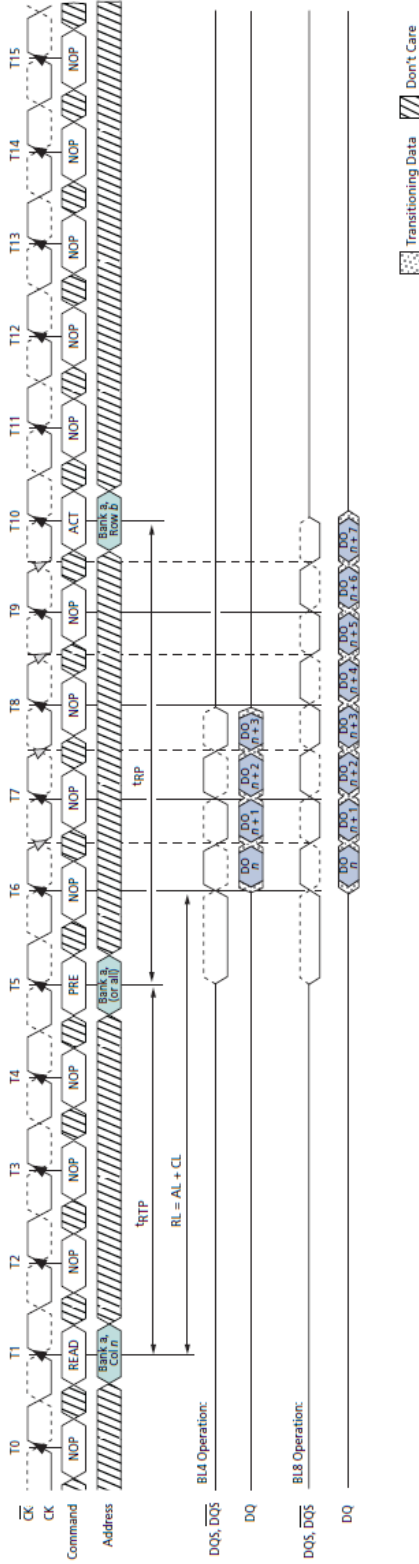 T0 T1 T2 T3 T4 T5 T6 T7 T8 T9 T10 T11 T12 T13 T14 T15
CK
CK
Command NOP READ NOP NOP NOP PRE NOP NOP NOP NOP ACT NOP NOP NOP NOP NOP
Address Bank a, Col n Bank a, (or all) Bank a, Row b
tRTP tRP
RL = AL + CL
BL4 Operation:
DQS, DQS
DQ DO n DO n + 1 DO n + 2 DO n + 3
BL8 Operation:
DQS, DQS
DQ DO n DO n + 1 DO n + 2 DO n + 3 DO n + 4 DO n + 5 DO n + 6 DO n + 7
Transitioning Data Don't Care